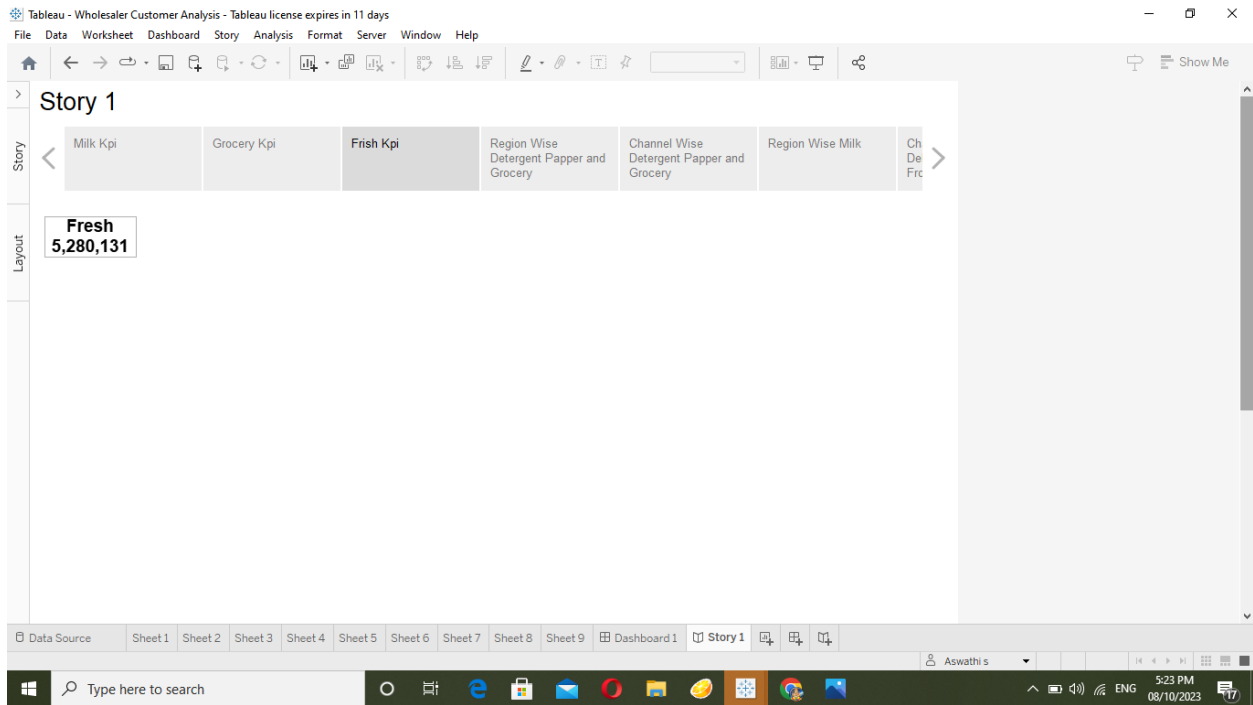 Tableau - Wholesaler Customer Analysis - Tableau license expires in 11 days
File Data Worksheet Dashboard Story Analysis Format Server Window Help
Show Me
Story
Layout
Story 1
Milk Kpi
Grocery Kpi
Frish Kpi
Region Wise
Detergent Papper and
Grocery
Channel Wise
Detergent Papper and
Grocery
Region Wise Milk
Ch
De
Frc
Fresh
5,280,131
Data Source Sheet 1 Sheet 2 Sheet 3 Sheet 4 Sheet 5 Sheet 6 Sheet 7 Sheet 8 Sheet 9 Dashboard 1 Story 1
Aswathi s
Type here to search
ENG
5:23 PM
08/10/2023
17